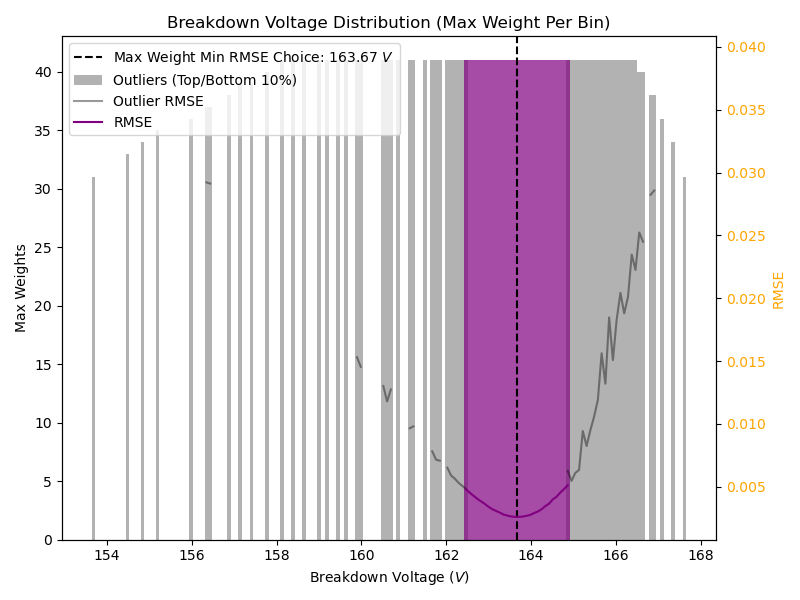 Breakdown Voltage Distribution (Max Weight Per Bin)
Max Weight Min RMSE Choice: 163.67 V
Outliers (Top/Bottom 10%)
Outlier RMSE
RMSE
Max Weights
40
35
30
25
20
15
10
5
0
0.040
0.035
0.030
0.025
0.020
0.015
0.010
0.005
RMSE
154 156 158 160 162 164 166 168
Breakdown Voltage (V)